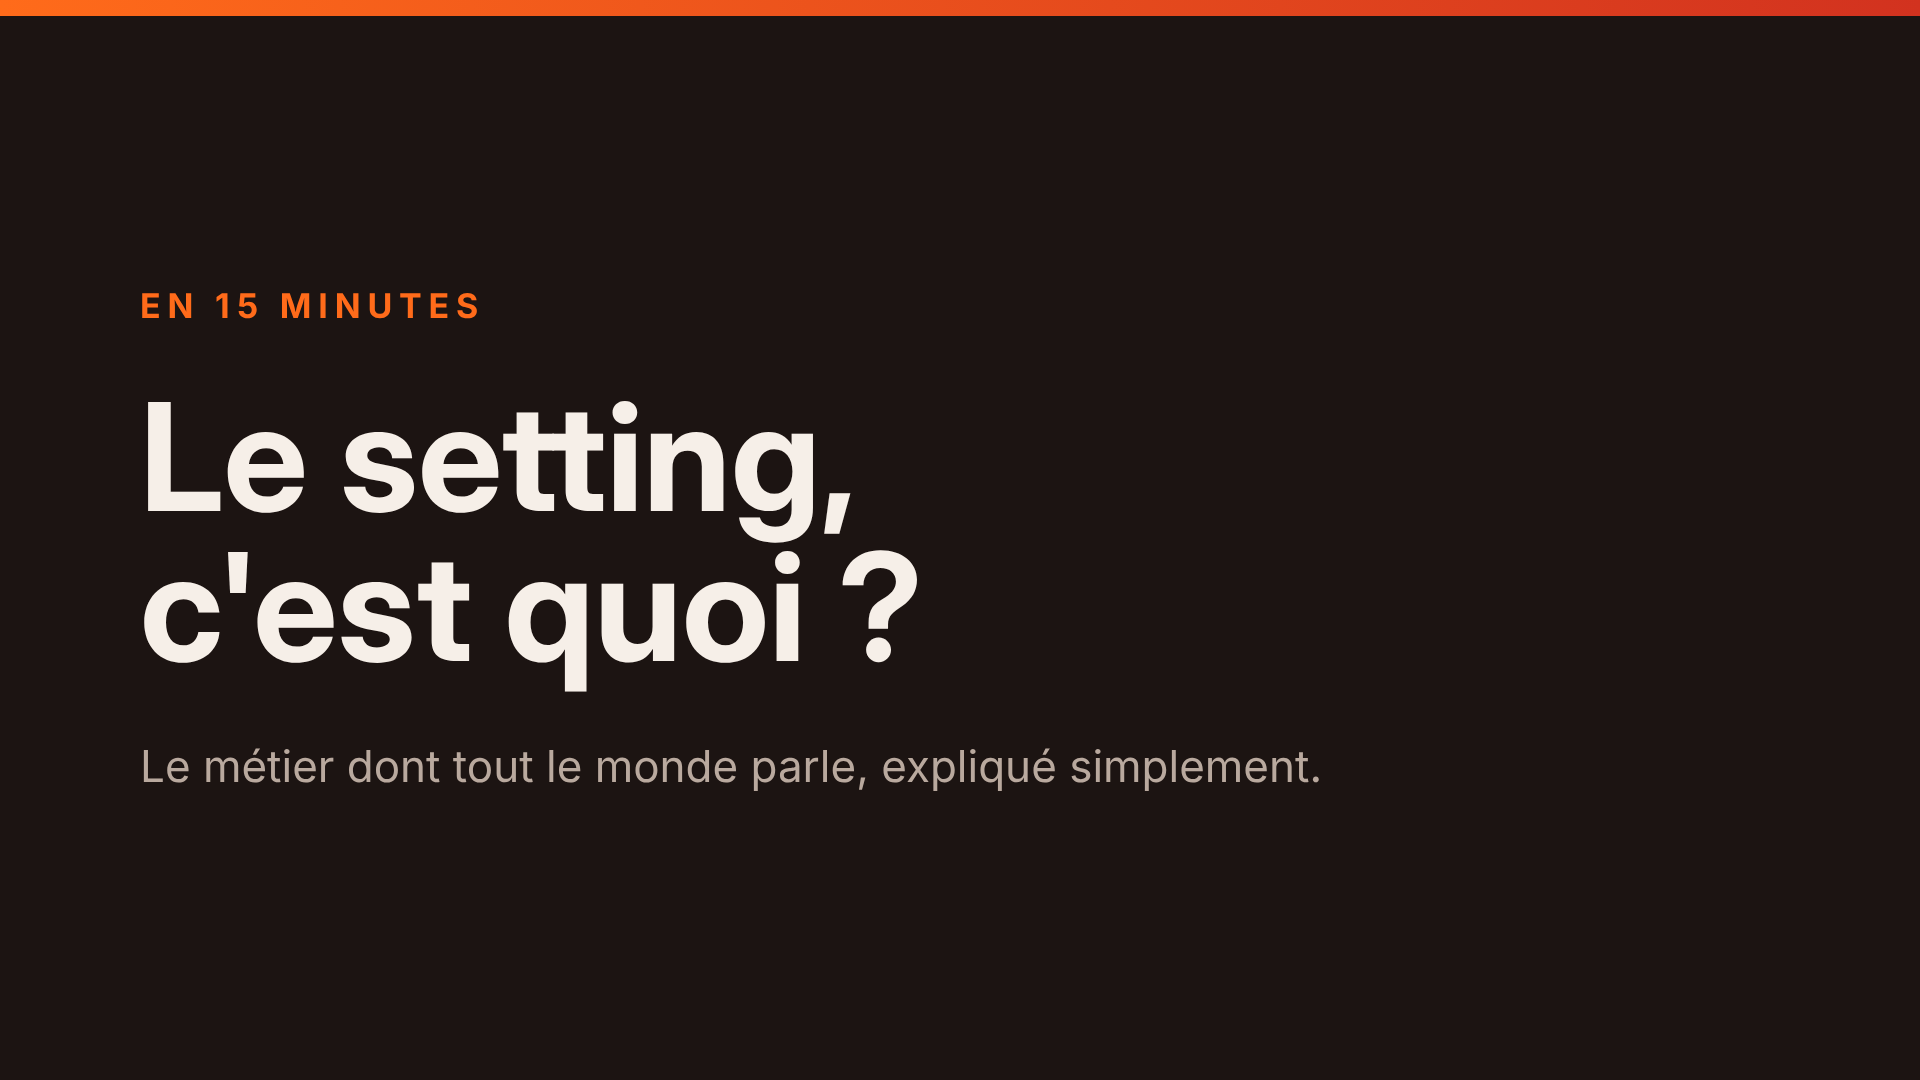 EN 15 MINUTES
Le setting,
c'est quoi ?
Le métier dont tout le monde parle, expliqué simplement.